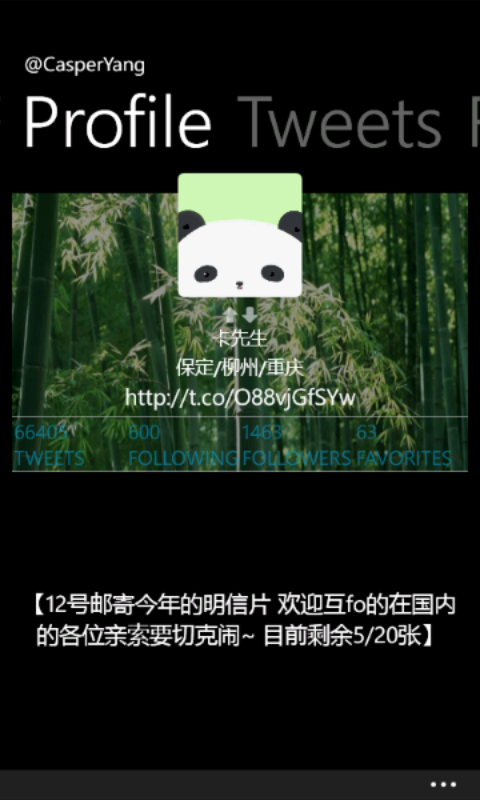 @CasperYang
Profile Tweets
卡先生
保定/柳州/重庆
http://t.co/O88vjGfSYw
66405 600 1463 63
TWEETS FOLLOWING FOLLOWERS FAVORITES
【12号邮寄今年的明信片 欢迎互fo的在国内
的各位亲索要切克闹~ 目前剩余5/20张】